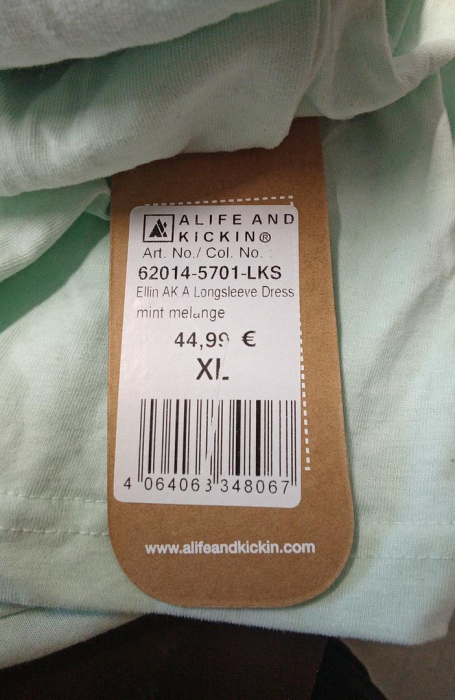 ALIFE AND
KICKIN®
Art. No./ Col. No. :
62014-5701-LKS
Ellin AK A Longsleeve Dress
mint melange
44,99 €
XL
4 064063 348067
www.alifeandkickin.com